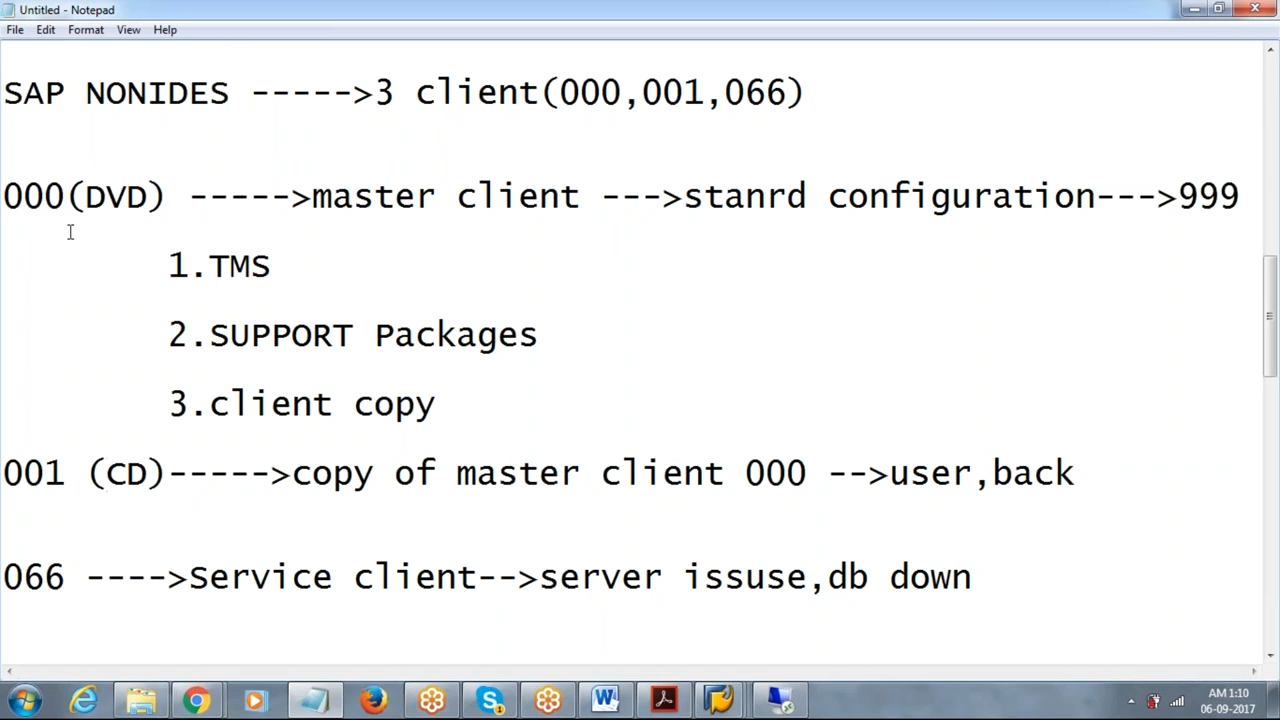 Untitled - Notepad
File Edit Format View Help
SAP NONIDES ----->3 client(000,001,066)
000(DVD) ----->master client --->stanrd configuration--->999
1.TMS
2.SUPPORT Packages
3.client copy
001 (CD)----->copy of master client 000 -->user,back
066 ---->Service client-->server issuse,db down
AM 1:10
06-09-2017